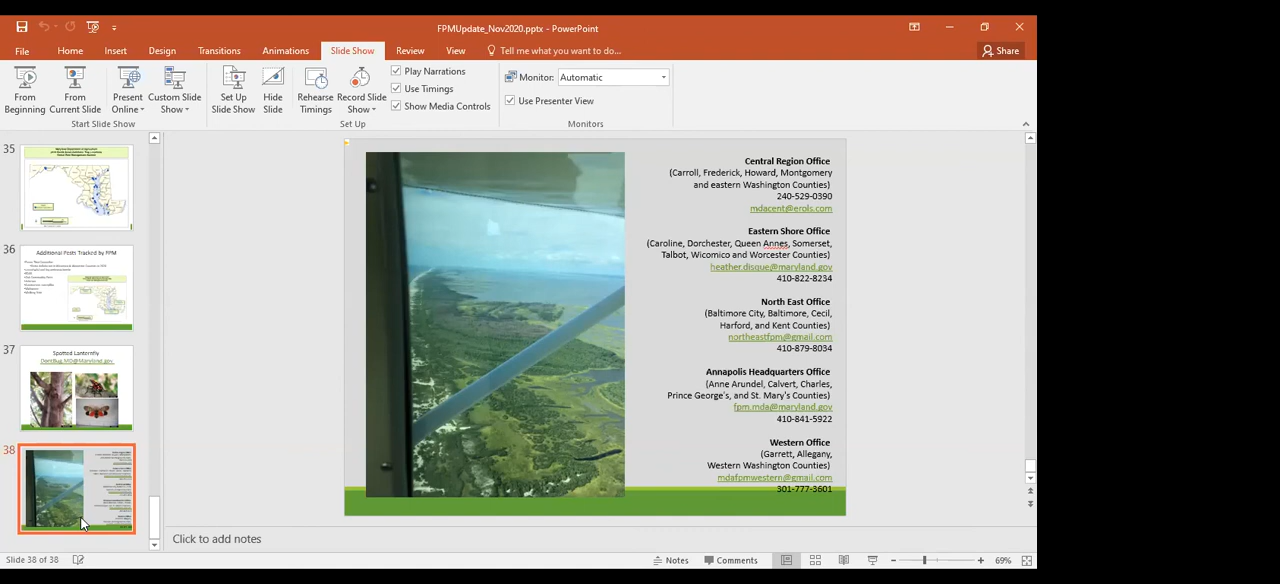 FPMUpdate_Nov2020.pptx - PowerPoint
File Home Insert Design Transitions Animations Slide Show Review View Tell me what you want to do... Share
From Beginning
From Current Slide
Start Slide Show
Present Online
Custom Slide Show
Set Up Slide Show
Hide Slide
Rehearse Timings
Record Slide Show
Set Up
Play Narrations
Use Timings
Show Media Controls
Monitor: Automatic
Use Presenter View
Monitors
35
36
Additional Pests Tracked by FPM
37
Spotted Lanternfly
DontBug.MD@Maryland.gov
38
Central Region Office
(Carroll, Frederick, Howard, Montgomery
and eastern Washington Counties)
240-529-0390
mdacent@erols.com
Eastern Shore Office
(Caroline, Dorchester, Queen Annes, Somerset,
Talbot, Wicomico and Worcester Counties)
heather.disque@maryland.gov
410-822-8234
North East Office
(Baltimore City, Baltimore, Cecil,
Harford, and Kent Counties)
northeastfpm@gmail.com
410-879-8034
Annapolis Headquarters Office
(Anne Arundel, Calvert, Charles,
Prince George's, and St. Mary's Counties)
fpm.mda@maryland.gov
410-841-5922
Western Office
(Garrett, Allegany,
Western Washington Counties)
mdafpmwestern@gmail.com
301-777-3601
Click to add notes
Slide 38 of 38
Notes Comments 69%